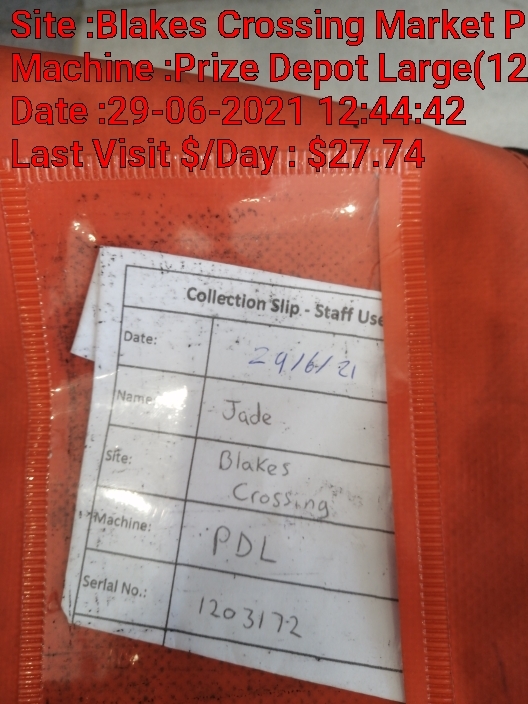 Site :Blakes Crossing Market P
Machine :Prize Depot Large(12
Date :29-06-2021 12:44:42
Last Visit $/Day : $27.74
Collection Slip - Staff Use
Date: 29/6/21
Name: Jade
Site: Blakes
Crossing
Machine: PDL
Serial No.: 1203172